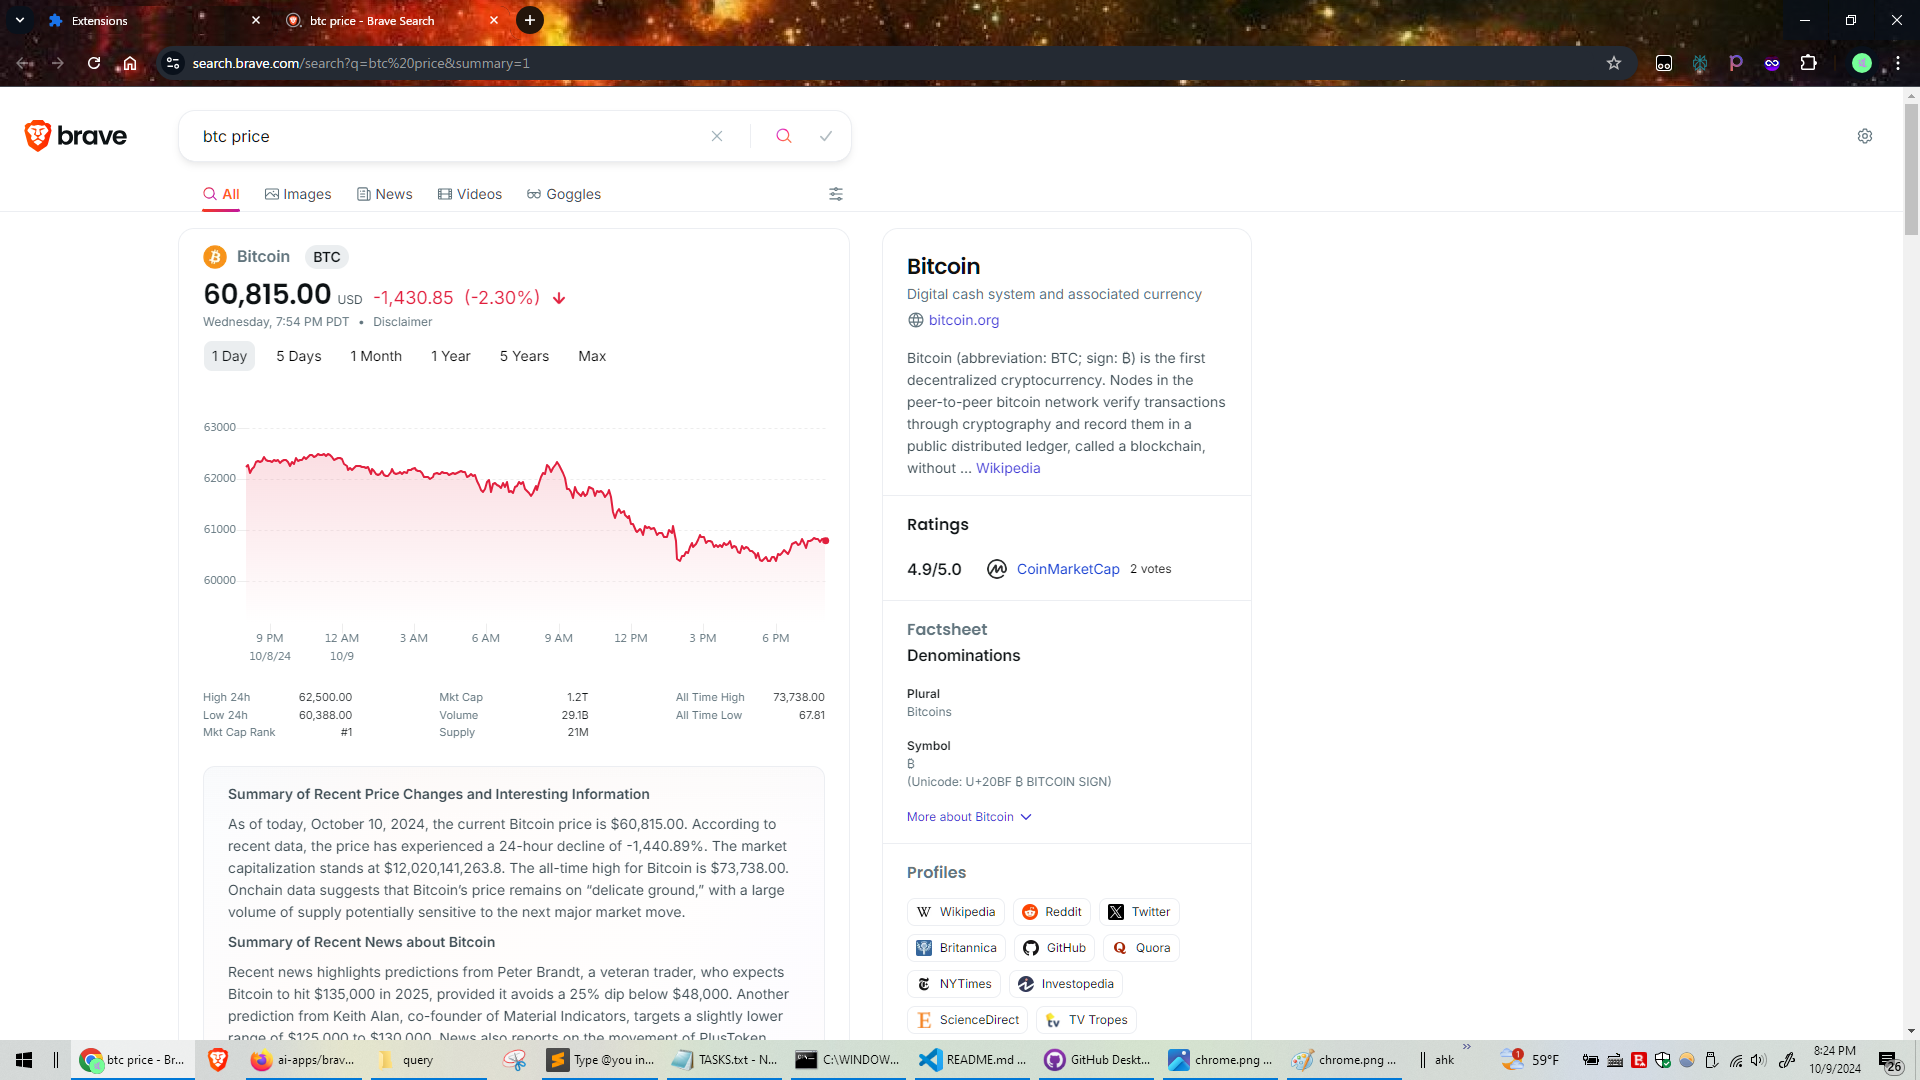 Extensions
btc price - Brave Search
search.brave.com/search?q=btc%20price&summary=1
brave
btc price
All
Images
News
Videos
Goggles
Bitcoin BTC
60,815.00 USD -1,430.85 (-2.30%)
Wednesday, 7:54 PM PDT • Disclaimer
1 Day 5 Days 1 Month 1 Year 5 Years Max
63000
62000
61000
60000
9 PM 12 AM 3 AM 6 AM 9 AM 12 PM 3 PM 6 PM
10/8/24 10/9
High 24h 62,500.00 Mkt Cap 1.2T All Time High 73,738.00
Low 24h 60,388.00 Volume 29.1B All Time Low 67.81
Mkt Cap Rank #1 Supply 21M
Summary of Recent Price Changes and Interesting Information
As of today, October 10, 2024, the current Bitcoin price is $60,815.00. According to
recent data, the price has experienced a 24-hour decline of -1,440.89%. The market
capitalization stands at $12,020,141,263.8. The all-time high for Bitcoin is $73,738.00.
Onchain data suggests that Bitcoin’s price remains on “delicate ground,” with a large
volume of supply potentially sensitive to the next major market move.
Summary of Recent News about Bitcoin
Recent news highlights predictions from Peter Brandt, a veteran trader, who expects
Bitcoin to hit $135,000 in 2025, provided it avoids a 25% dip below $48,000. Another
prediction from Keith Alan, co-founder of Material Indicators, targets a slightly lower
range of $125,000 to $130,000. News also reports on the movement of PlusToken
Bitcoin
Digital cash system and associated currency
bitcoin.org
Bitcoin (abbreviation: BTC; sign: ₿) is the first
decentralized cryptocurrency. Nodes in the
peer-to-peer bitcoin network verify transactions
through cryptography and record them in a
public distributed ledger, called a blockchain,
without ... Wikipedia
Ratings
4.9/5.0 CoinMarketCap 2 votes
Factsheet
Denominations
Plural
Bitcoins
Symbol
₿
(Unicode: U+20BF ₿ BITCOIN SIGN)
More about Bitcoin
Profiles
Wikipedia Reddit Twitter
Britannica GitHub Quora
NYTimes Investopedia
ScienceDirect TV Tropes
btc price - Br...
ai-apps/brav...
query
Type @you in...
TASKS.txt - N...
C:\WINDOW...
README.md ...
GitHub Deskt...
chrome.png ...
chrome.png ...
ahk
1
59°F
8:24 PM
10/9/2024
26